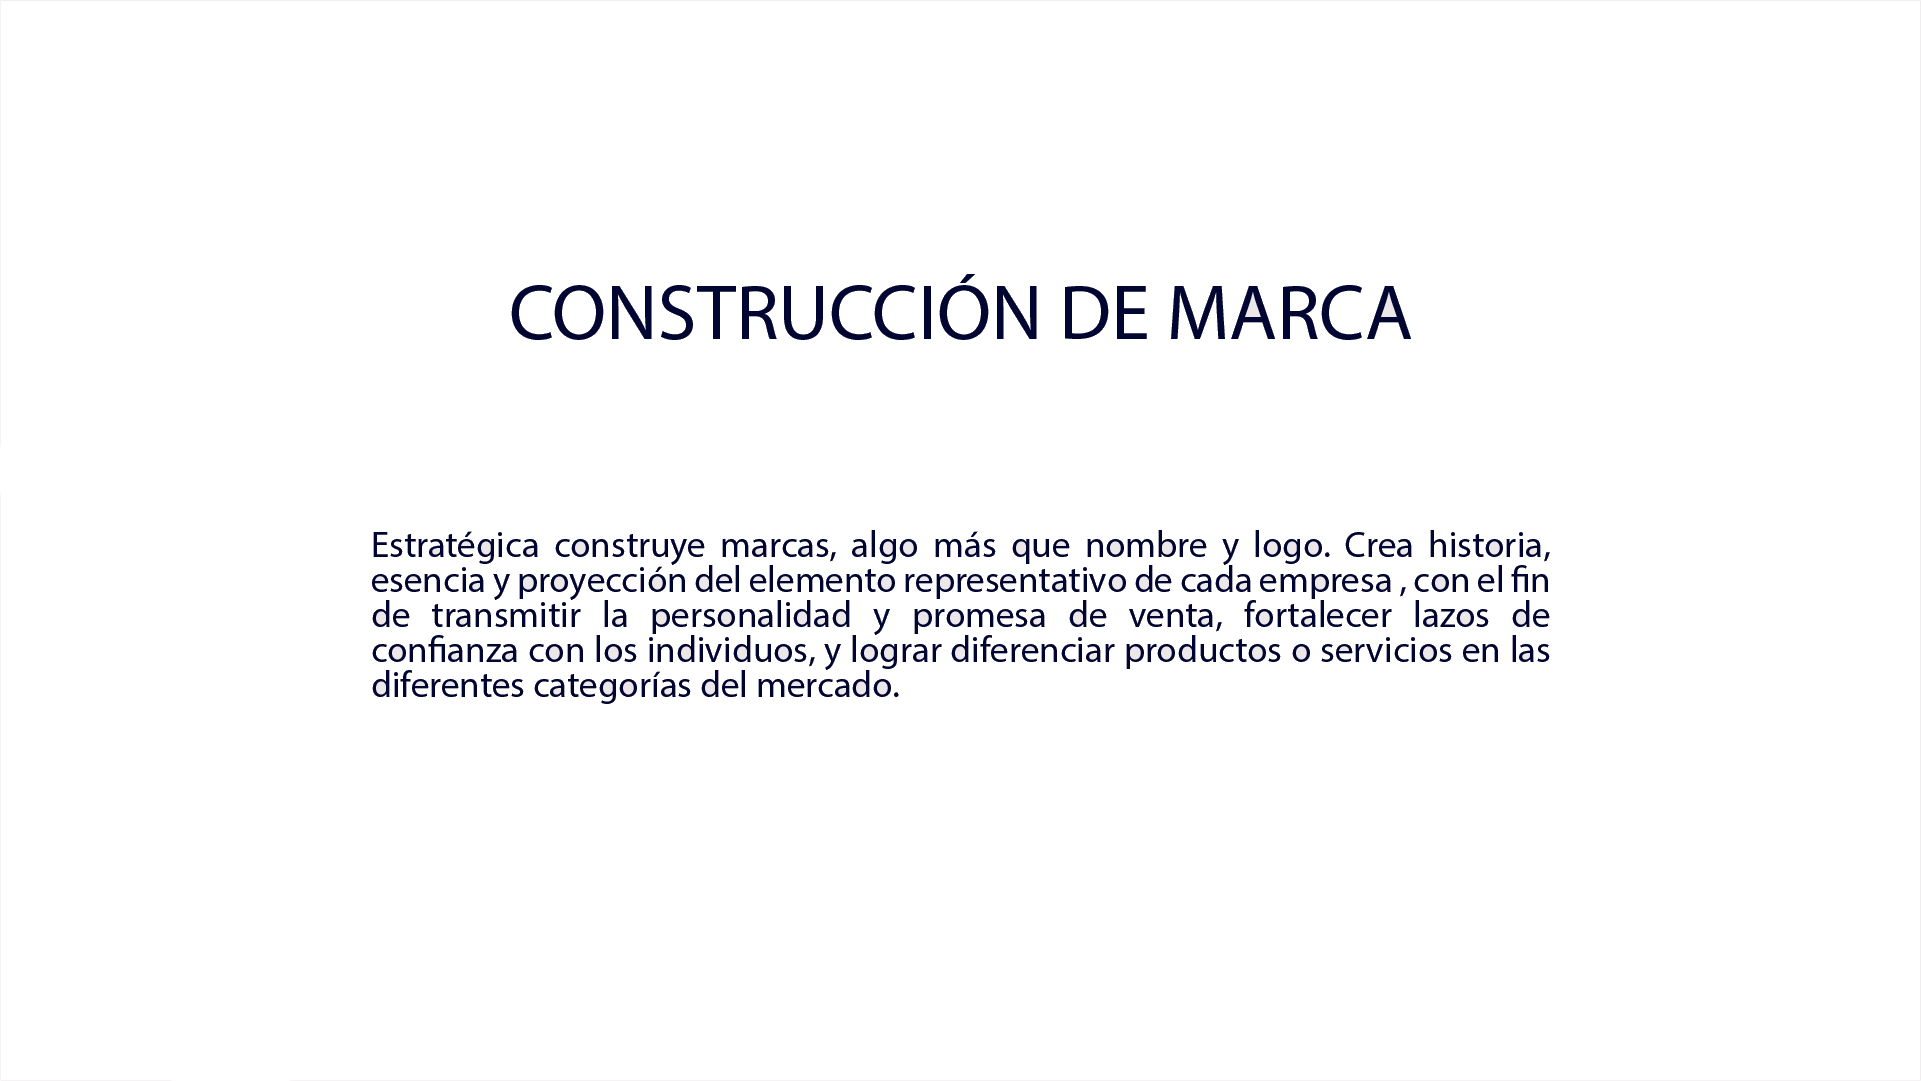 CONSTRUCCIÓN DE MARCA
Estratégica construye marcas, algo más que nombre y logo. Crea historia,
esencia y proyección del elemento representativo de cada empresa , con el fin
de transmitir la personalidad y promesa de venta, fortalecer lazos de
confianza con los individuos, y lograr diferenciar productos o servicios en las
diferentes categorías del mercado.